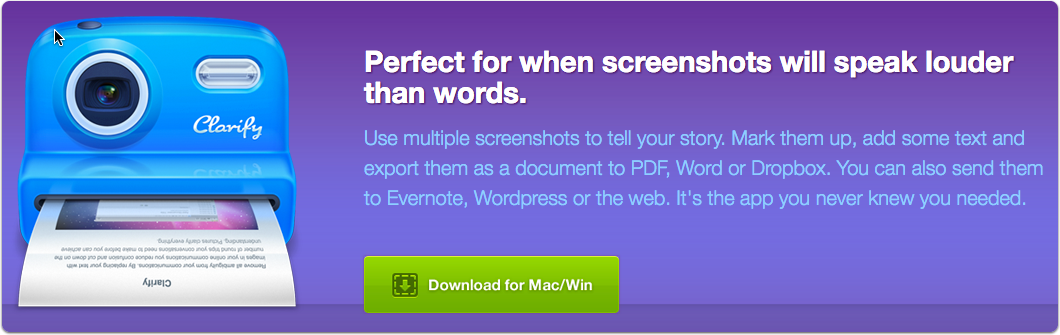 Perfect for when screenshots will speak louder
than words.
Use multiple screenshots to tell your story. Mark them up, add some text and
export them as a document to PDF, Word or Dropbox. You can also send them
to Evernote, Wordpress or the web. It's the app you never knew you needed.
Download for Mac/Win
Clarify
Clarify
Remove all ambiguity from your communications. By replacing your text with
images in your online communications you reduce confusion and cut down on the
number of round trips your conversations need to make before you can achieve
understanding. Pictures clarify everything.